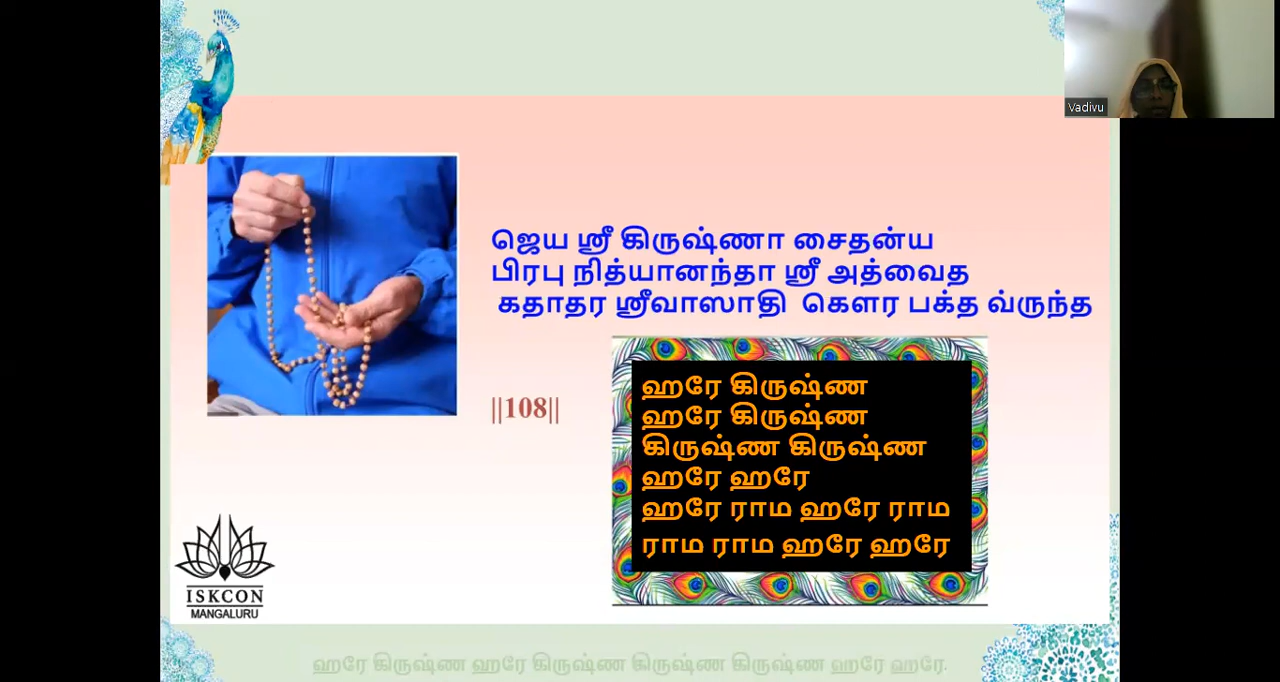 Vadivu
ஜெய ஸ்ரீ கிருஷ்ணா சைதன்ய
பிரபு நித்யானந்தா ஸ்ரீ அத்வைத
கதாதர ஸ்ரீவாஸாதி கௌர பக்த வ்ருந்த
||108||
ஹரே கிருஷ்ண
ஹரே கிருஷ்ண
கிருஷ்ண கிருஷ்ண
ஹரே ஹரே
ஹரே ராம ஹரே ராம
ராம ராம ஹரே ஹரே
ISKCON
MANGALURU
ஹரே கிருஷ்ண ஹரே கிருஷ்ண கிருஷ்ண கிருஷ்ண ஹரே ஹரே